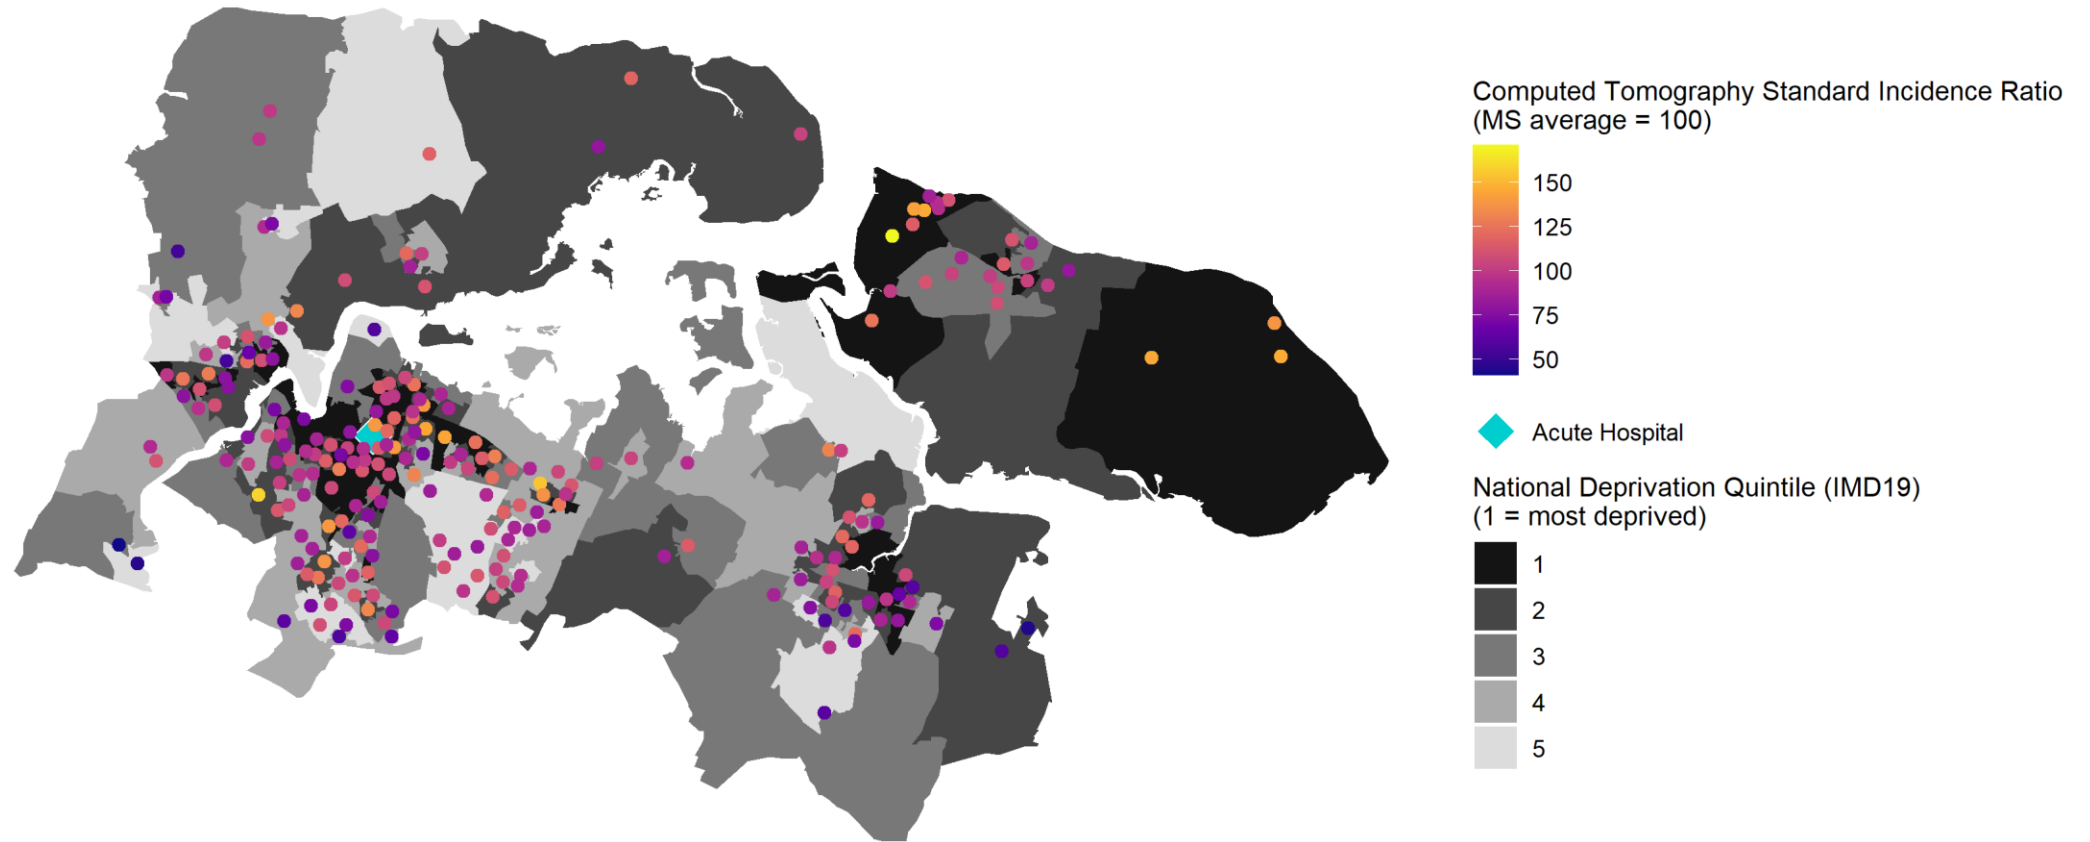 Computed Tomography Standard Incidence Ratio
(MS average = 100)
150
125
100
75
50
Acute Hospital
National Deprivation Quintile (IMD19)
(1 = most deprived)
1
2
3
4
5